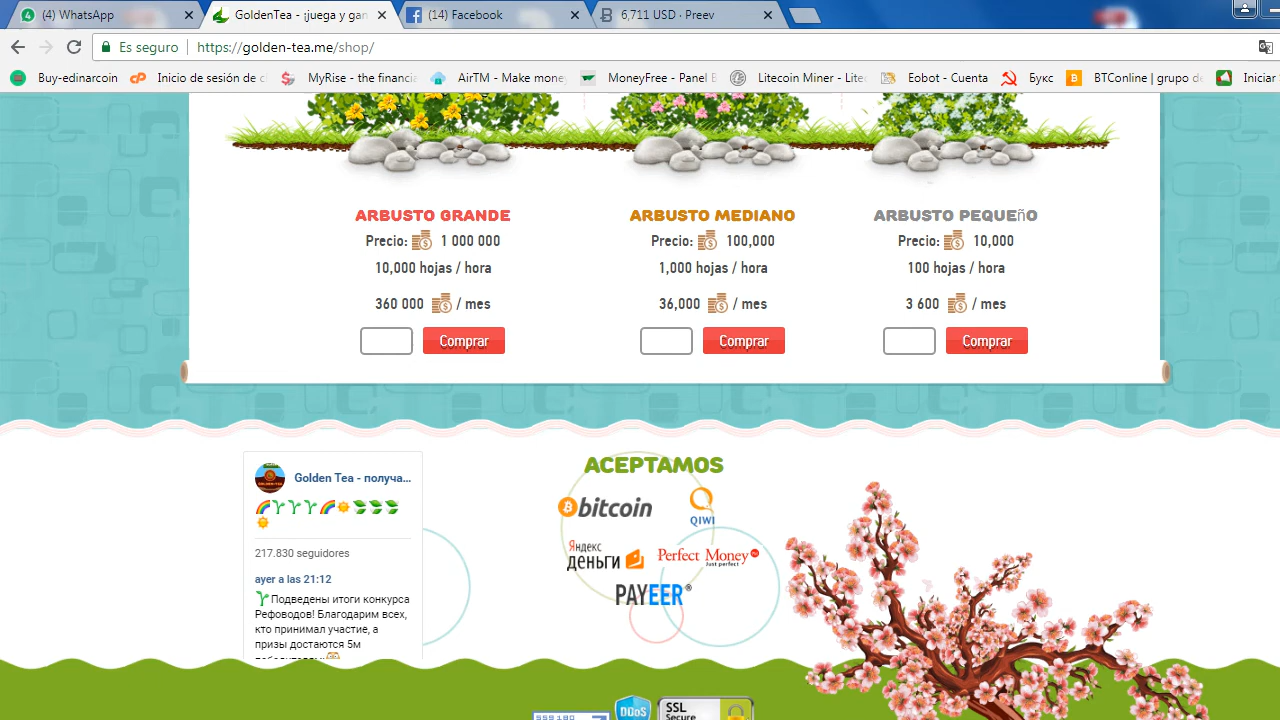 (4) WhatsApp
GoldenTea - ¡juega y gan
(14) Facebook
6,711 USD · Preev
Es seguro
https://golden-tea.me/shop/
Buy-edinarcoin
Inicio de sesión de c
MyRise - the financia
AirTM - Make money
MoneyFree - Panel B
Litecoin Miner - Lite
Eobot - Cuenta
Букс
BTConline | grupo d
Iniciar
ARBUSTO GRANDE
Precio: 1 000 000
10,000 hojas / hora
360 000 / mes
Comprar
ARBUSTO MEDIANO
Precio: 100,000
1,000 hojas / hora
36,000 / mes
Comprar
ARBUSTO PEQUEñO
Precio: 10,000
100 hojas / hora
3 600 / mes
Comprar
Golden Tea - получа...
217.830 seguidores
ayer a las 21:12
Подведены итоги конкурса
Рефоводов! Благодарим всех,
кто принимал участие, а
призы достаются 5м
ACEPTAMOS
bitcoin
QIWI
Яндекс
деньги
Perfect Money
Just perfect
PAYEER®
DDoS
SSL
Secure